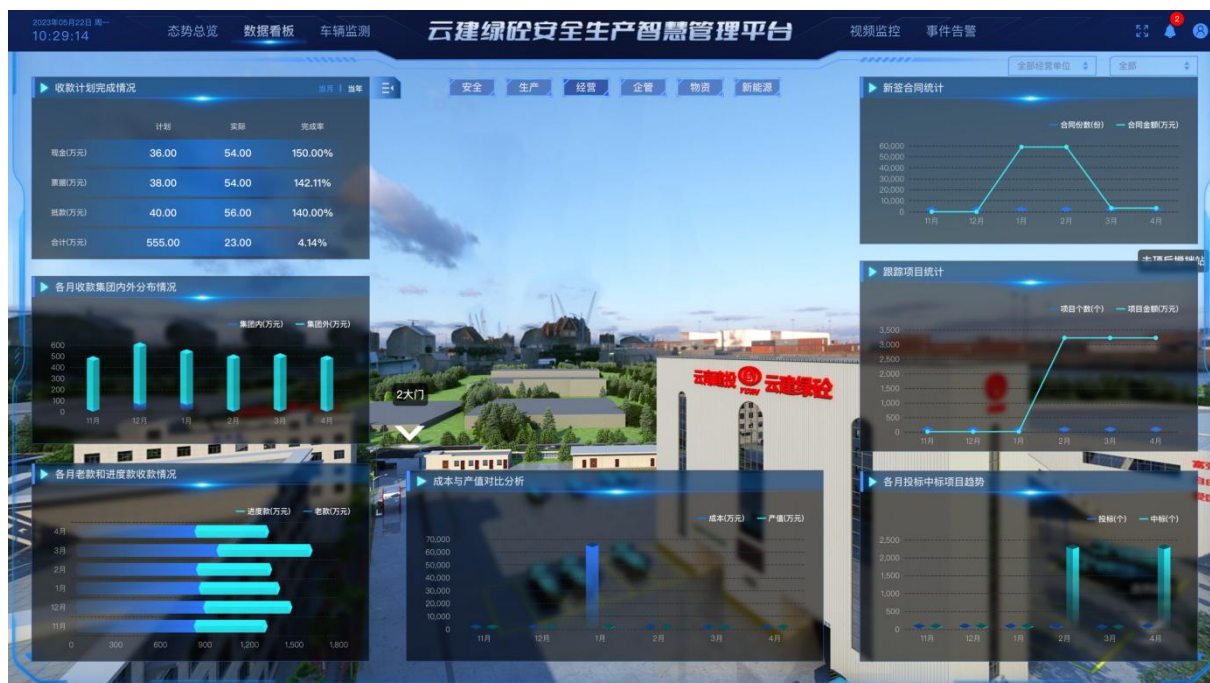 2023年05月22日 周一
10:29:14
态势总览 数据看板 车辆监测
云建绿砼安全生产智慧管理平台
视频监控 事件告警
2
全部经营单位 全部
安全 生产 经营 企管 物资 新能源
收款计划完成情况
当月 当年
计划 实际 完成率
现金(万元) 36.00 54.00 150.00%
票据(万元) 38.00 54.00 142.11%
抵款(万元) 40.00 56.00 140.00%
合计(万元) 555.00 23.00 4.14%
新签合同统计
合同份数(份) 合同金额(万元)
60,000
50,000
40,000
30,000
20,000
10,000
0
11月 12月 1月 2月 3月 4月
各月收款集团内外分布情况
集团内(万元) 集团外(万元)
600
500
400
300
200
100
0
11月 12月 1月 2月 3月 4月
2大门
云南建投 YCIH 云建绿砼
跟踪项目统计
项目个数(个) 项目金额(万元)
3,500
3,000
2,500
2,000
1,500
1,000
500
0
11月 12月 1月 2月 3月 4月
各月老款和进度款收款情况
进度款(万元) 老款(万元)
4月
3月
2月
1月
12月
11月
0 300 600 900 1,200 1,500 1,800
成本与产值对比分析
成本(万元) 产值(万元)
70,000
60,000
50,000
40,000
30,000
20,000
10,000
0
11月 12月 1月 2月 3月 4月
各月投标中标项目趋势
投标(个) 中标(个)
2,500
2,000
1,500
1,000
500
0
11月 12月 1月 2月 3月 4月